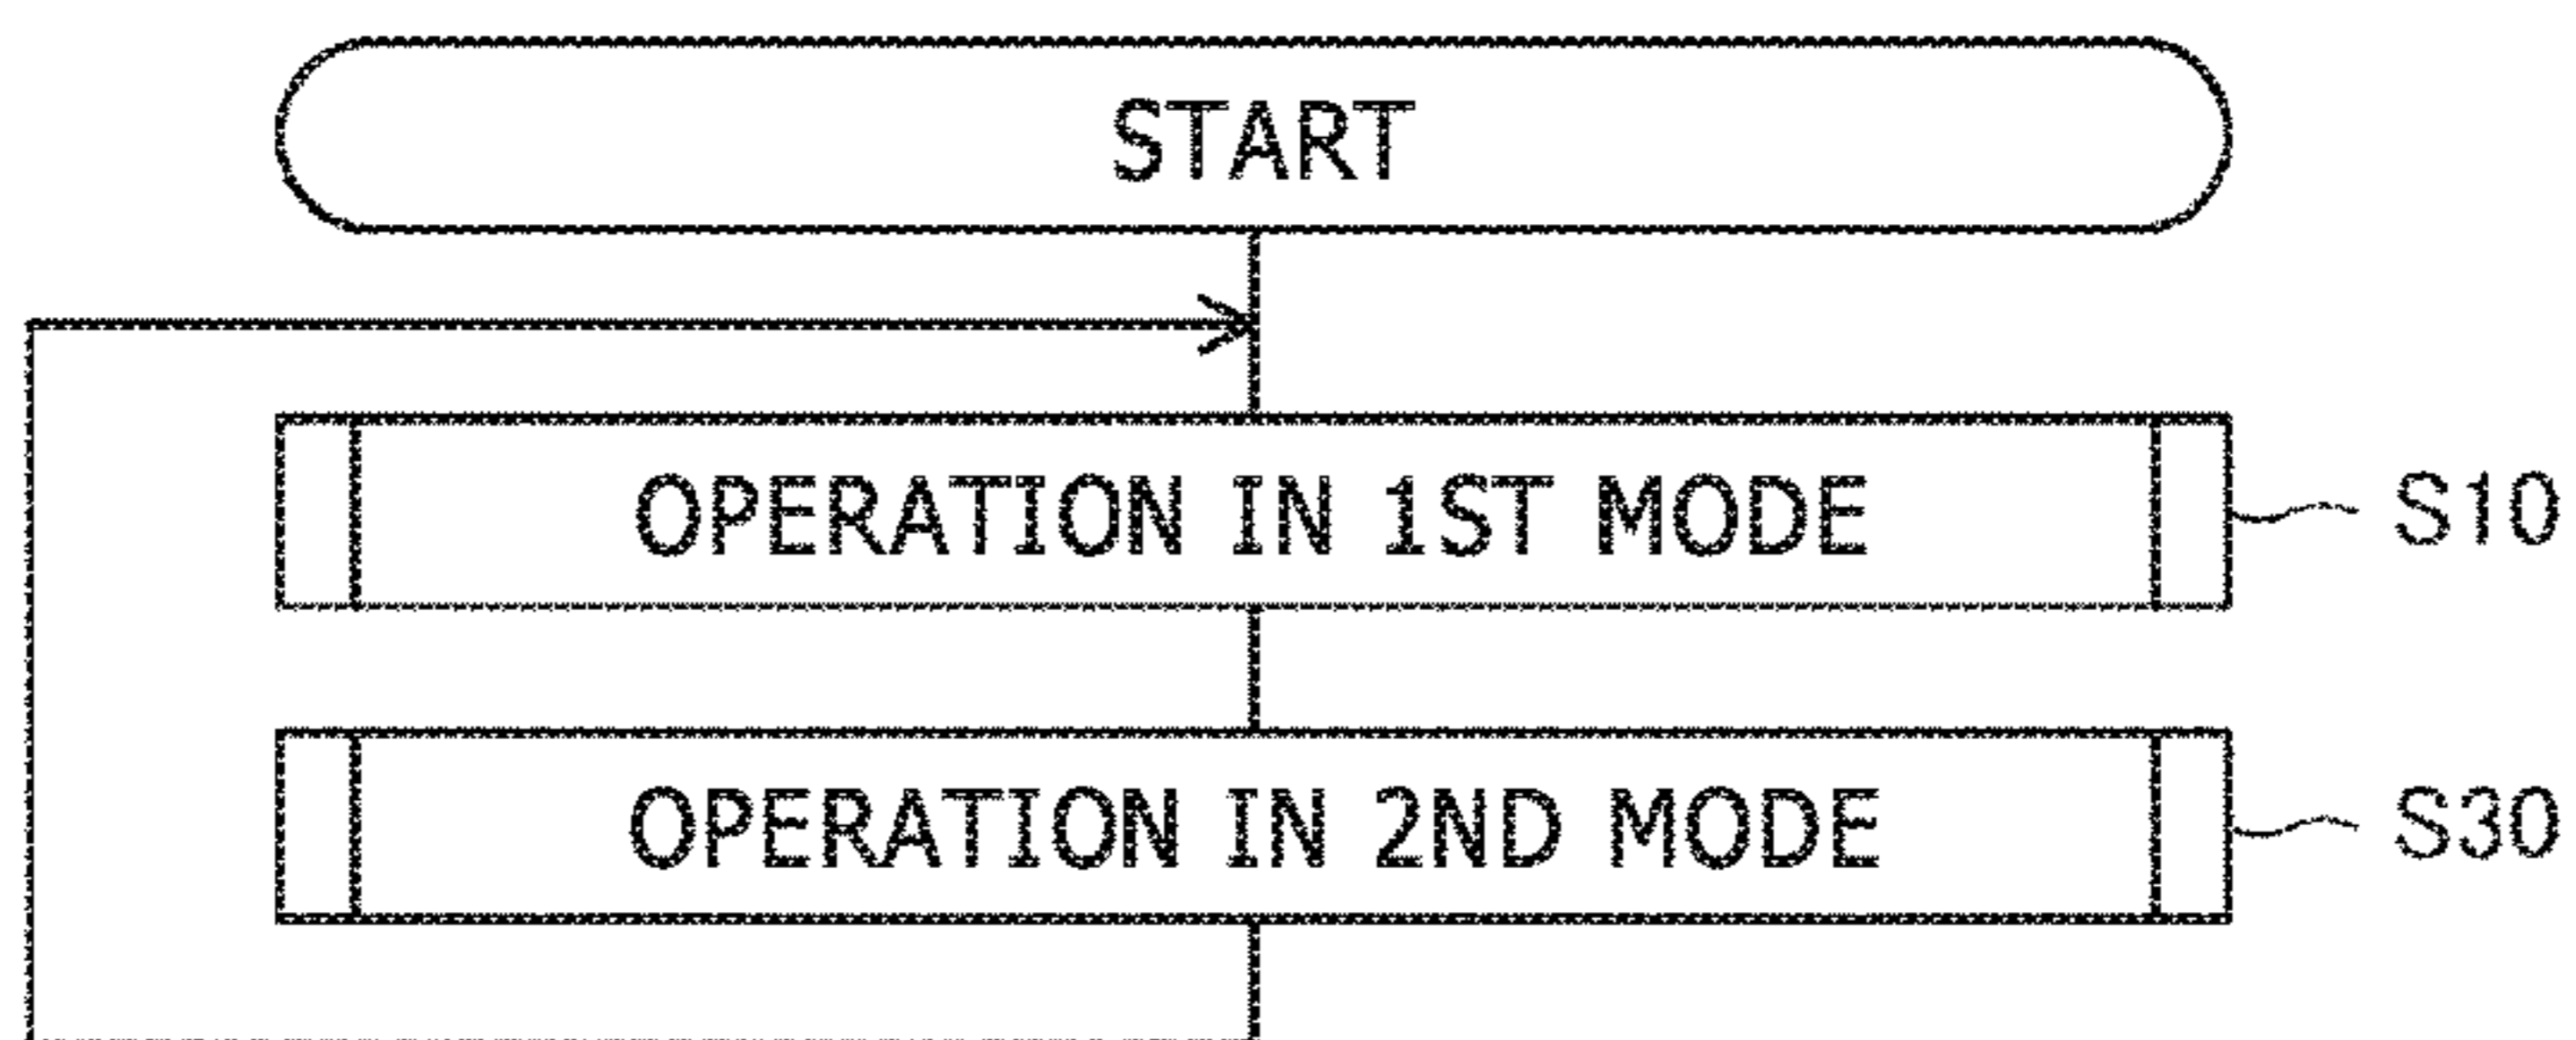 START
OPERATION IN 1ST MODE S10
OPERATION IN 2ND MODE S30